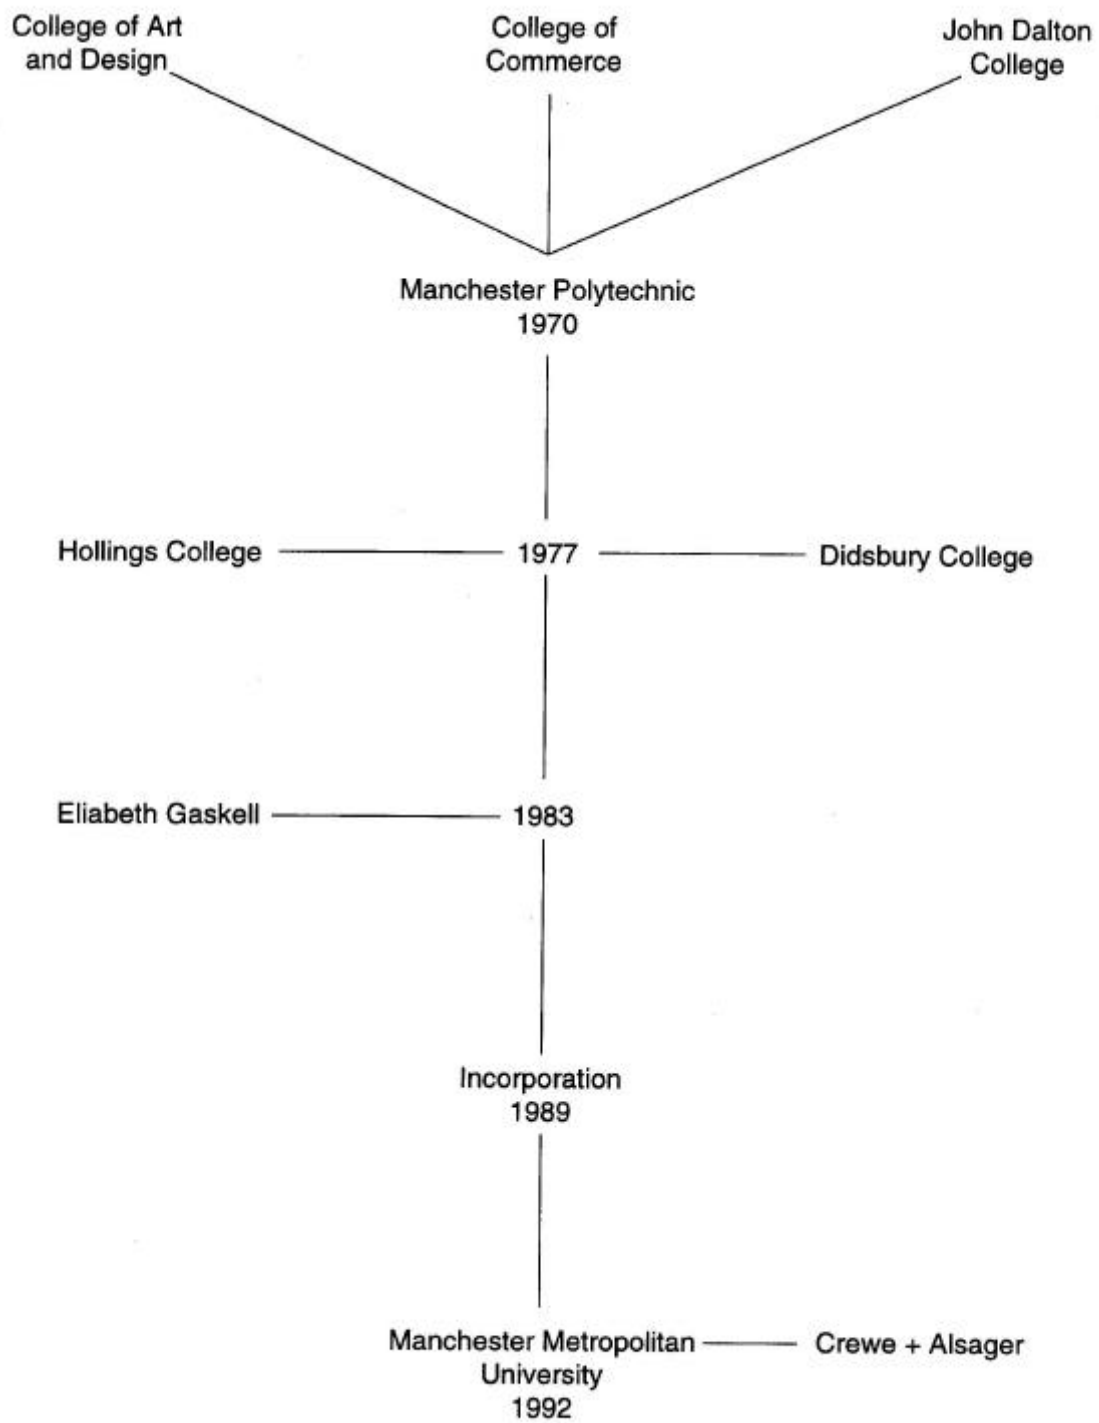 College of Art
and Design
College of
Commerce
John Dalton
College
Manchester Polytechnic
1970
Hollings College
1977
Didsbury College
Eliabeth Gaskell
1983
Incorporation
1989
Manchester Metropolitan
University
1992
Crewe + Alsager